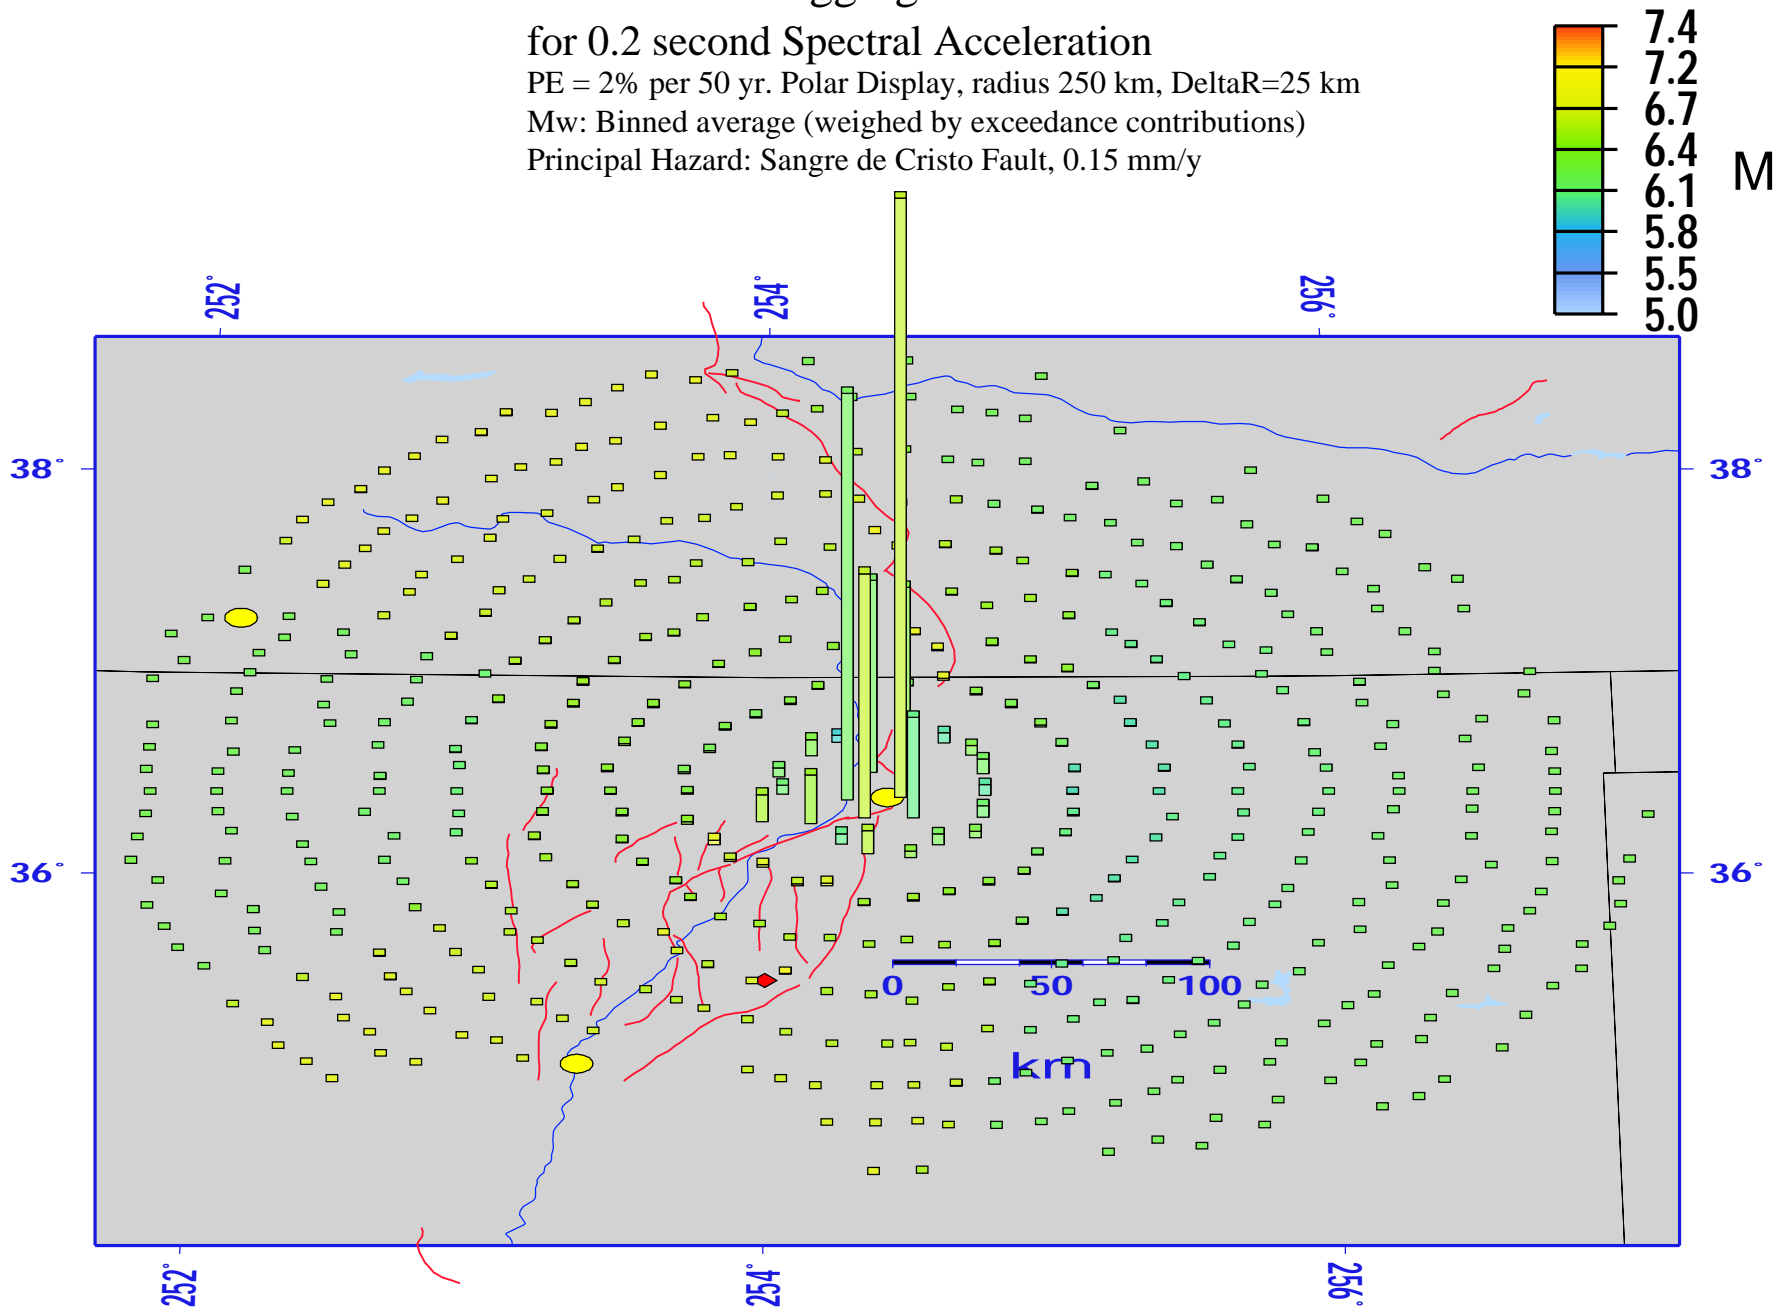 for 0.2 second Spectral Acceleration
PE = 2% per 50 yr. Polar Display, radius 250 km, DeltaR=25 km
Mw: Binned average (weighed by exceedance contributions)
Principal Hazard: Sangre de Cristo Fault, 0.15 mm/y
7.4
7.2
6.7
6.4
6.1
5.8
5.5
5.0
M
252°
254°
256°
38°
38°
36°
36°
0 50 100
km
252°
254°
256°